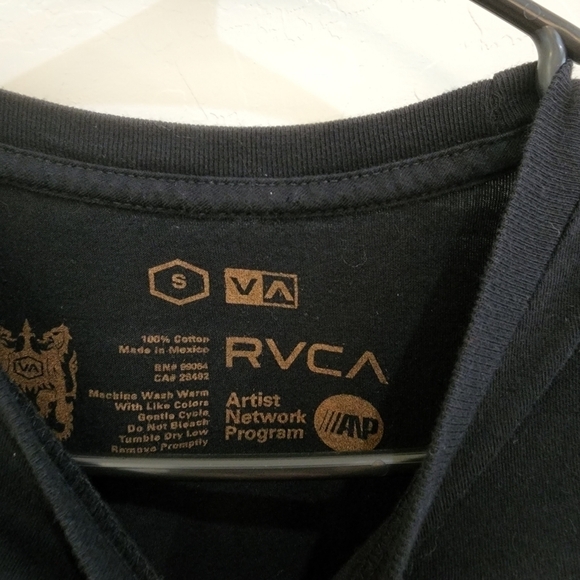 S
VA
100% Cotton
Made in Mexico
RN# 99084
CA# 28492
Machine Wash Warm
With Like Colors
Gentle Cycle
Do Not Bleach
Tumble Dry Low
Remove Promptly
RVCA
Artist
Network
Program
ANP
VA